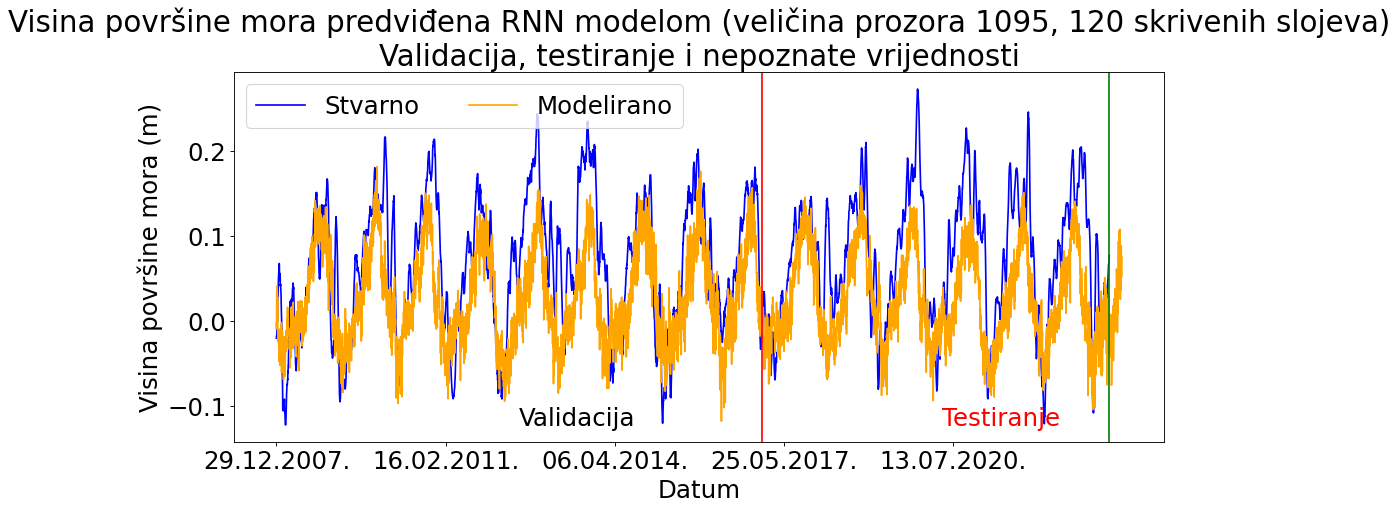 Visina površine mora predviđena RNN modelom (veličina prozora 1095, 120 skrivenih slojeva)
Validacija, testiranje i nepoznate vrijednosti
Stvarno
Modelirano
Visina površine mora (m)
0.2
0.1
0.0
−0.1
Validacija
Testiranje
29.12.2007.
16.02.2011.
06.04.2014.
25.05.2017.
13.07.2020.
Datum